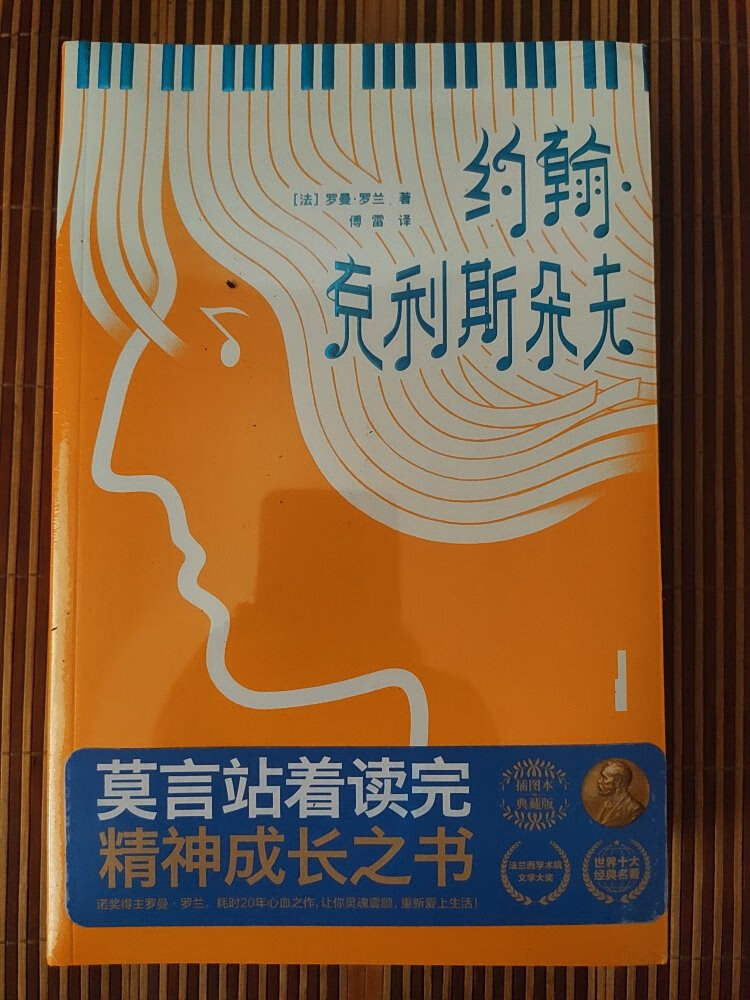 [法] 罗曼·罗兰 著
傅雷 译
约翰·
克利斯朵夫
莫言站着读完
精神成长之书
诺奖得主罗曼·罗兰，耗时20年心血之作，让你灵魂震颤，重新爱上生活！
插图本
典藏版
法兰西学术院
文学大奖
世界十大
经典名著